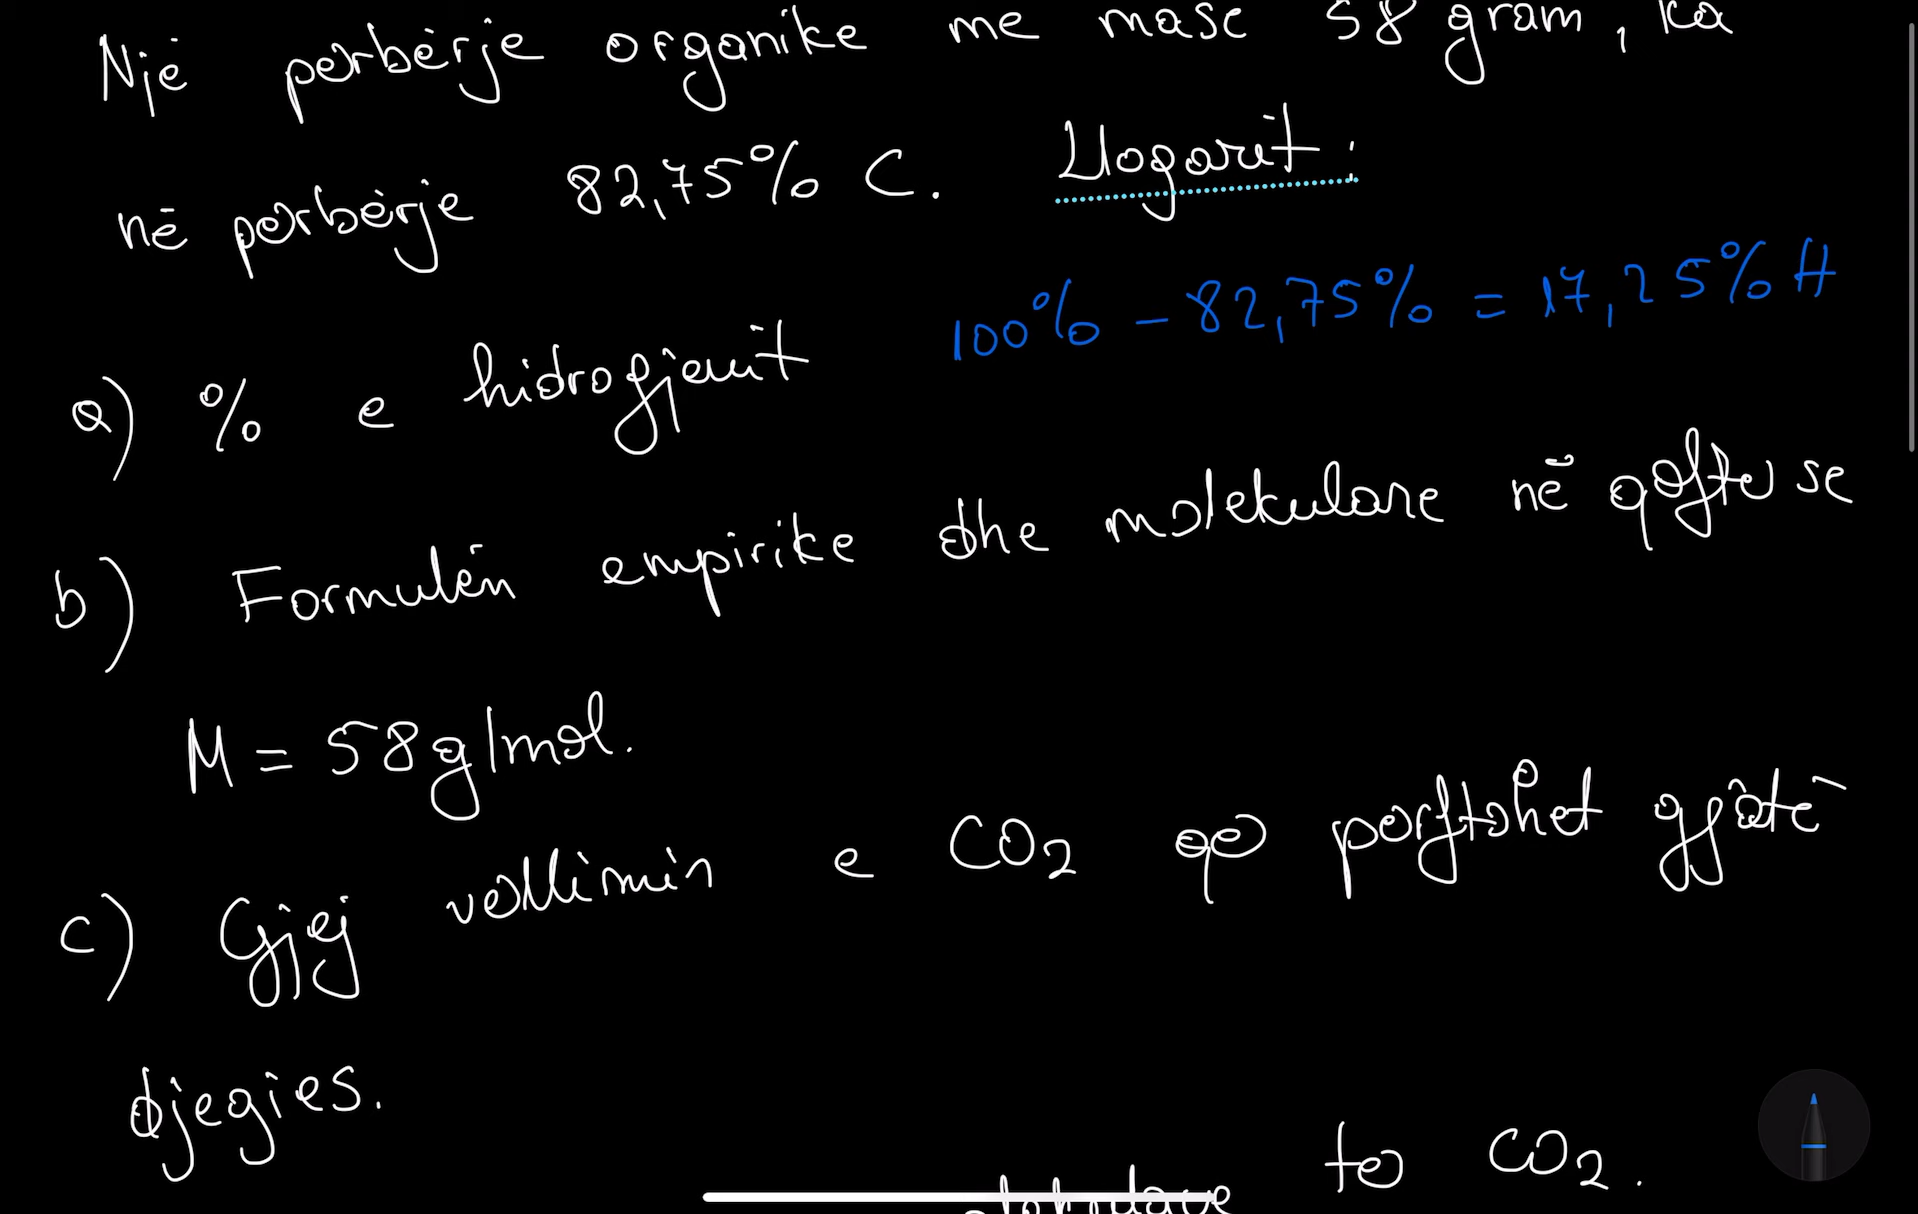 Një përbërje organike me masë 58 gram, ka
në përbërje 82,75% C. Llogarit:
100% - 82,75% = 17,25% H
a) % e hidrogjenit
b) Formulën empirike dhe molekulare në qoftë se
M = 58g/mol.
c) Gjej vëllimin e CO2 që përftohet gjatë
djegies.
të CO2.